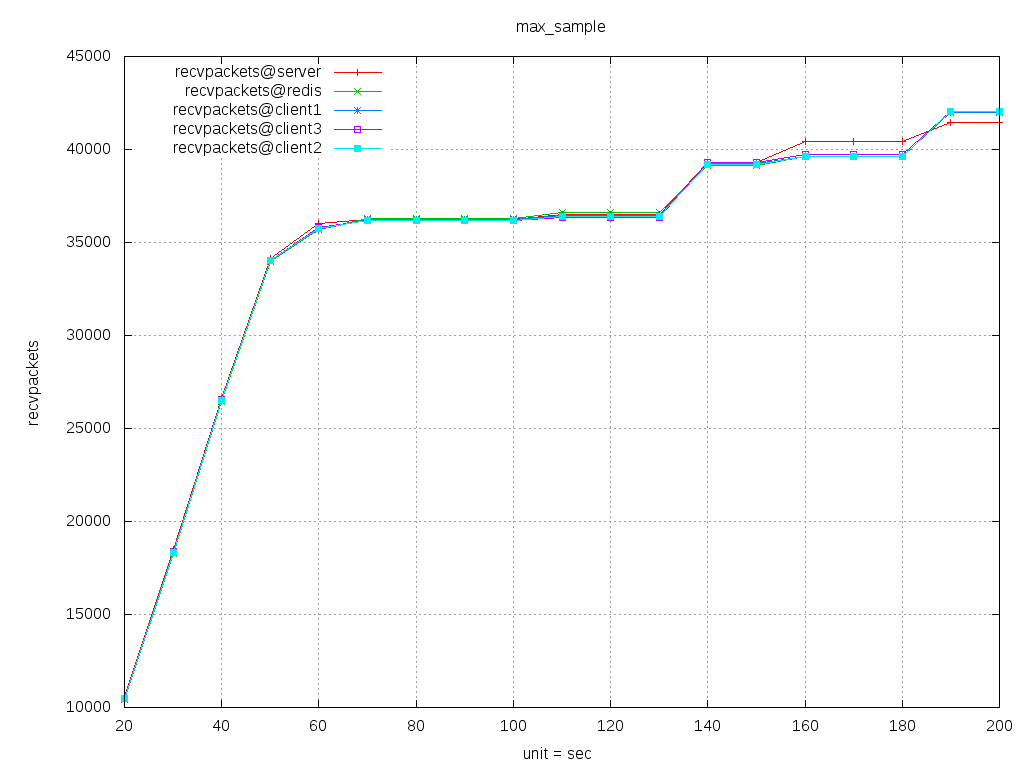 max_sample
45000
40000
35000
30000
25000
20000
15000
10000
recvpackets
recvpackets@server
recvpackets@redis
recvpackets@client1
recvpackets@client3
recvpackets@client2
20 40 60 80 100 120 140 160 180 200
unit = sec